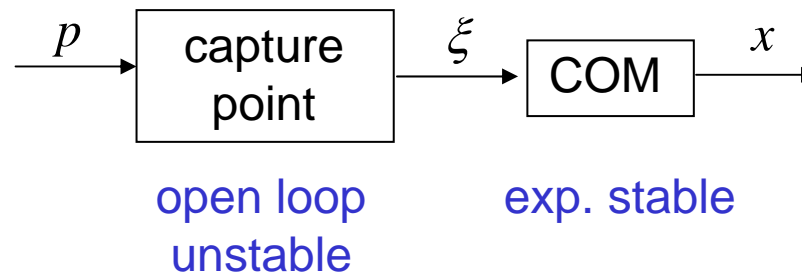 p
capture
point
ξ
COM
x
open loop
unstable
exp. stable